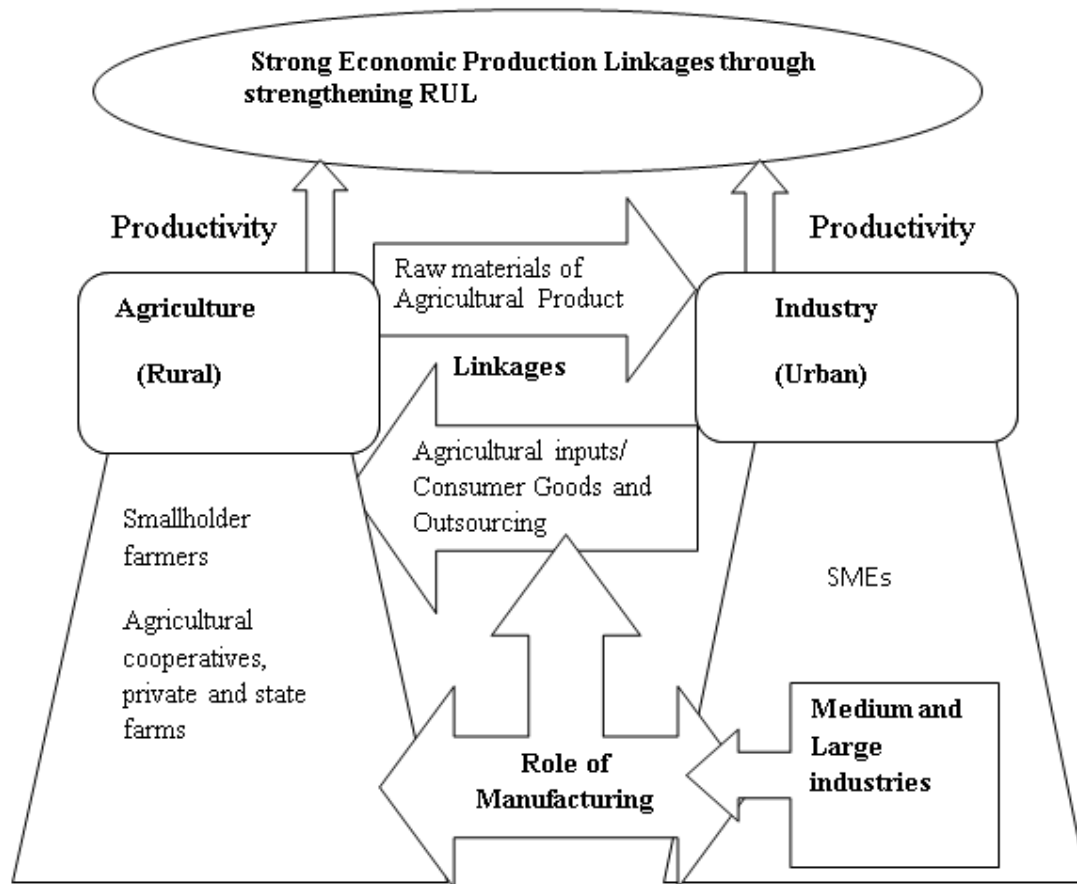 Strong Economic Production Linkages through
strengthening RUL
Productivity
Productivity
Raw materials of
Agricultural Product
Agriculture
(Rural)
Industry
(Urban)
Linkages
Agricultural inputs/
Consumer Goods and
Outsourcing
Smallholder
farmers
Agricultural
cooperatives,
private and state
farms
SMEs
Medium and
Large
industries
Role of
Manufacturing